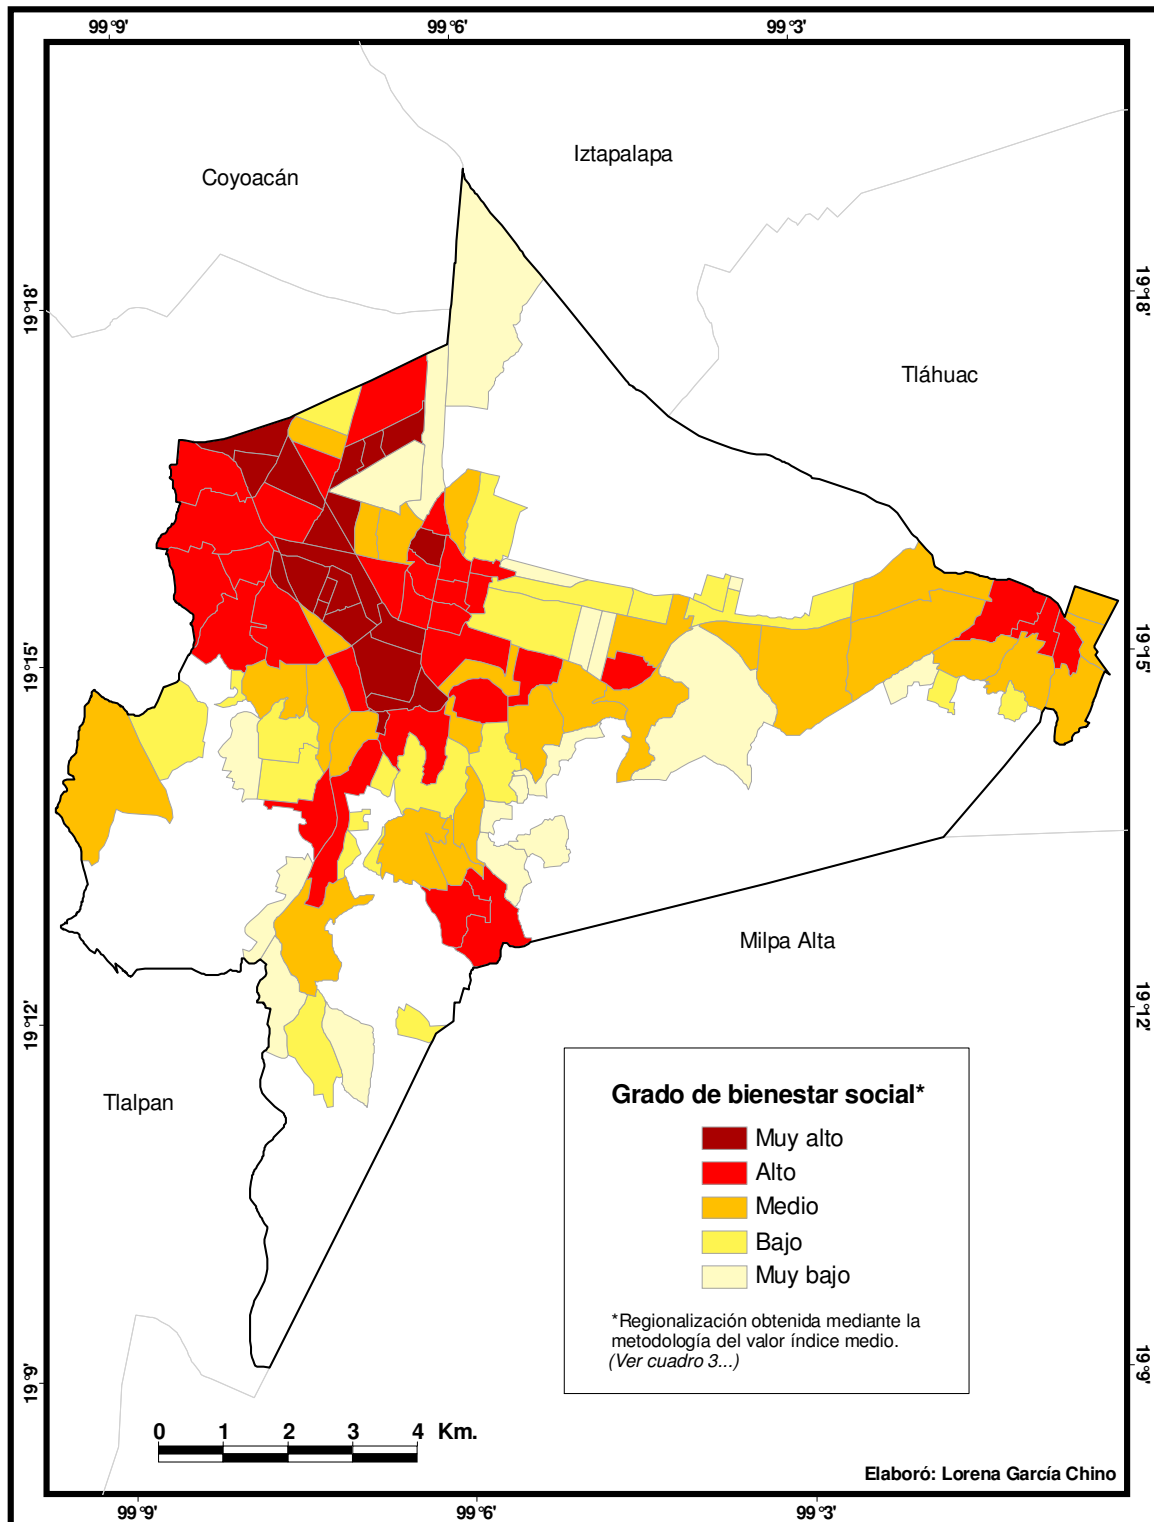 99°9' 99°6' 99°3'
Iztapalapa
Coyoacán
19°18' 19°18'
Tláhuac
19°15' 19°15'
Milpa Alta
19°12' 19°12'
Tlalpan
Grado de bienestar social*
Muy alto
Alto
Medio
Bajo
Muy bajo
*Regionalización obtenida mediante la
metodología del valor índice medio.
(Ver cuadro 3...)
19°9' 19°9'
0 1 2 3 4 Km.
Elaboró: Lorena García Chino
99°9' 99°6' 99°3'